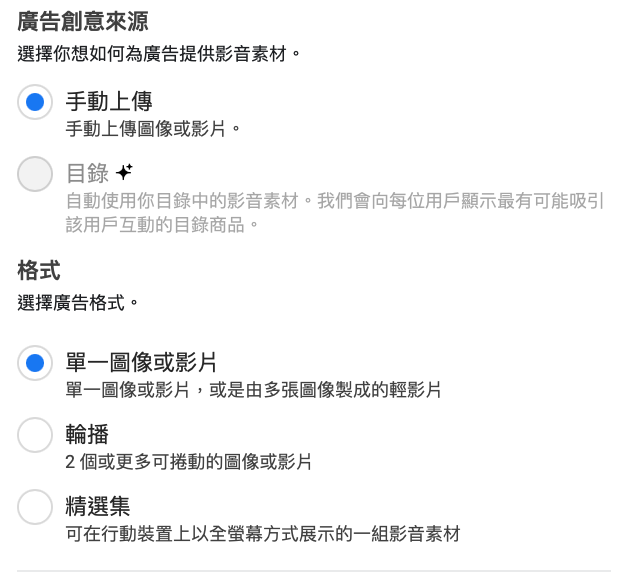 廣告創意來源
選擇你想如何為廣告提供影音素材。
手動上傳
手動上傳圖像或影片。
目錄
自動使用你目錄中的影音素材。我們會向每位用戶顯示最有可能吸引
該用戶互動的目錄商品。
格式
選擇廣告格式。
單一圖像或影片
單一圖像或影片，或是由多張圖像製成的輕影片
輪播
2 個或更多可捲動的圖像或影片
精選集
可在行動裝置上以全螢幕方式展示的一組影音素材